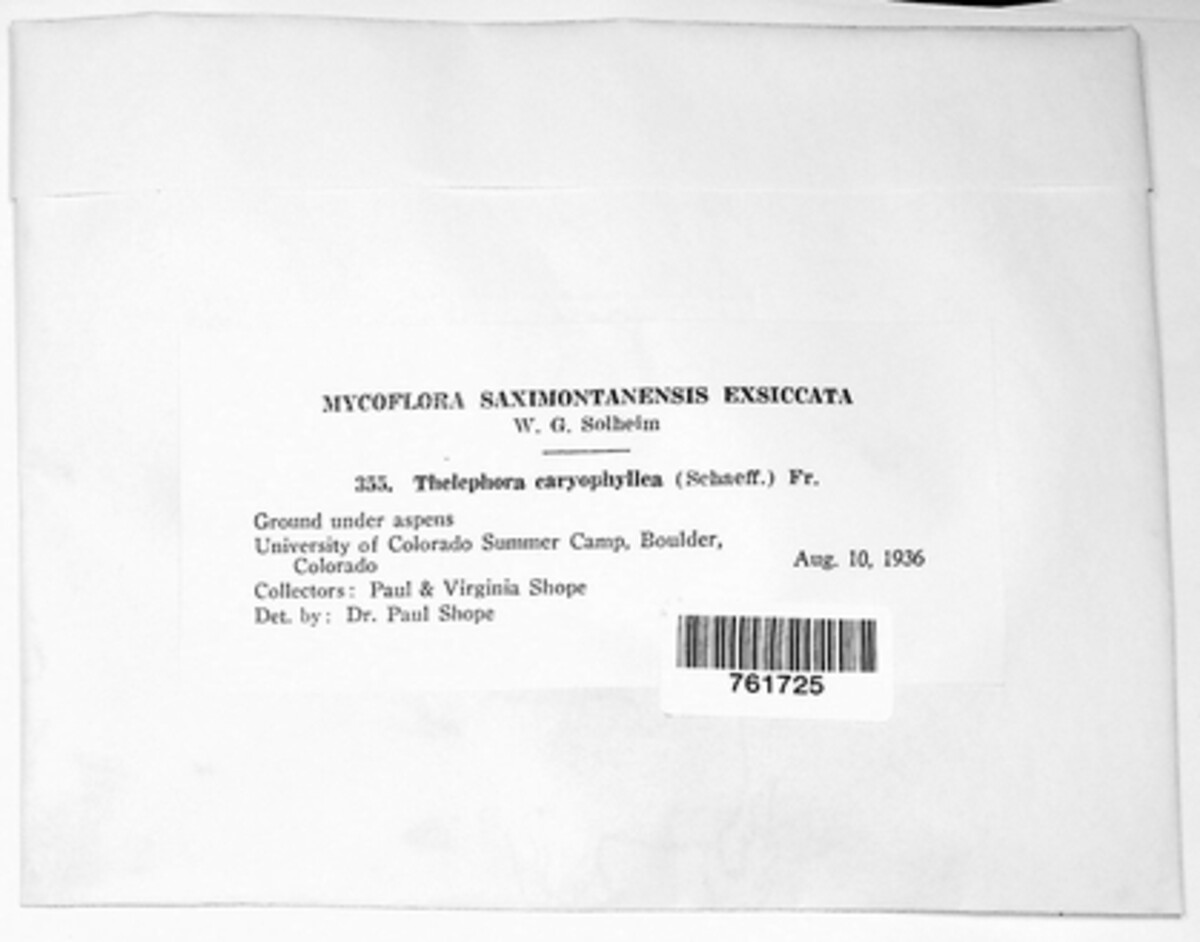 MYCOFLORA SAXIMONTANENSIS EXSICCATA
W. G. Solheim
355. Thelephora caryophyllea (Schaeff.) Fr.
Ground under aspens
University of Colorado Summer Camp, Boulder,
Colorado
Aug. 10, 1936
Collectors: Paul & Virginia Shope
Det. by: Dr. Paul Shope
761725